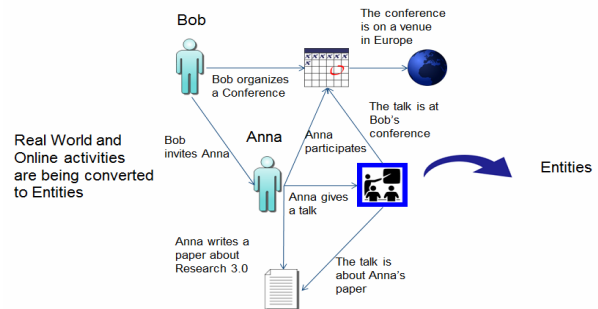 Bob
The conference
is on a venue
in Europe
Bob organizes
a Conference
The talk is at
Bob's
conference
Bob
invites Anna
Anna
Anna
participates
Real World and
Online activities
are being converted
to Entities
Entities
Anna gives
a talk
Anna writes a
paper about
Research 3.0
The talk is
about Anna's
paper